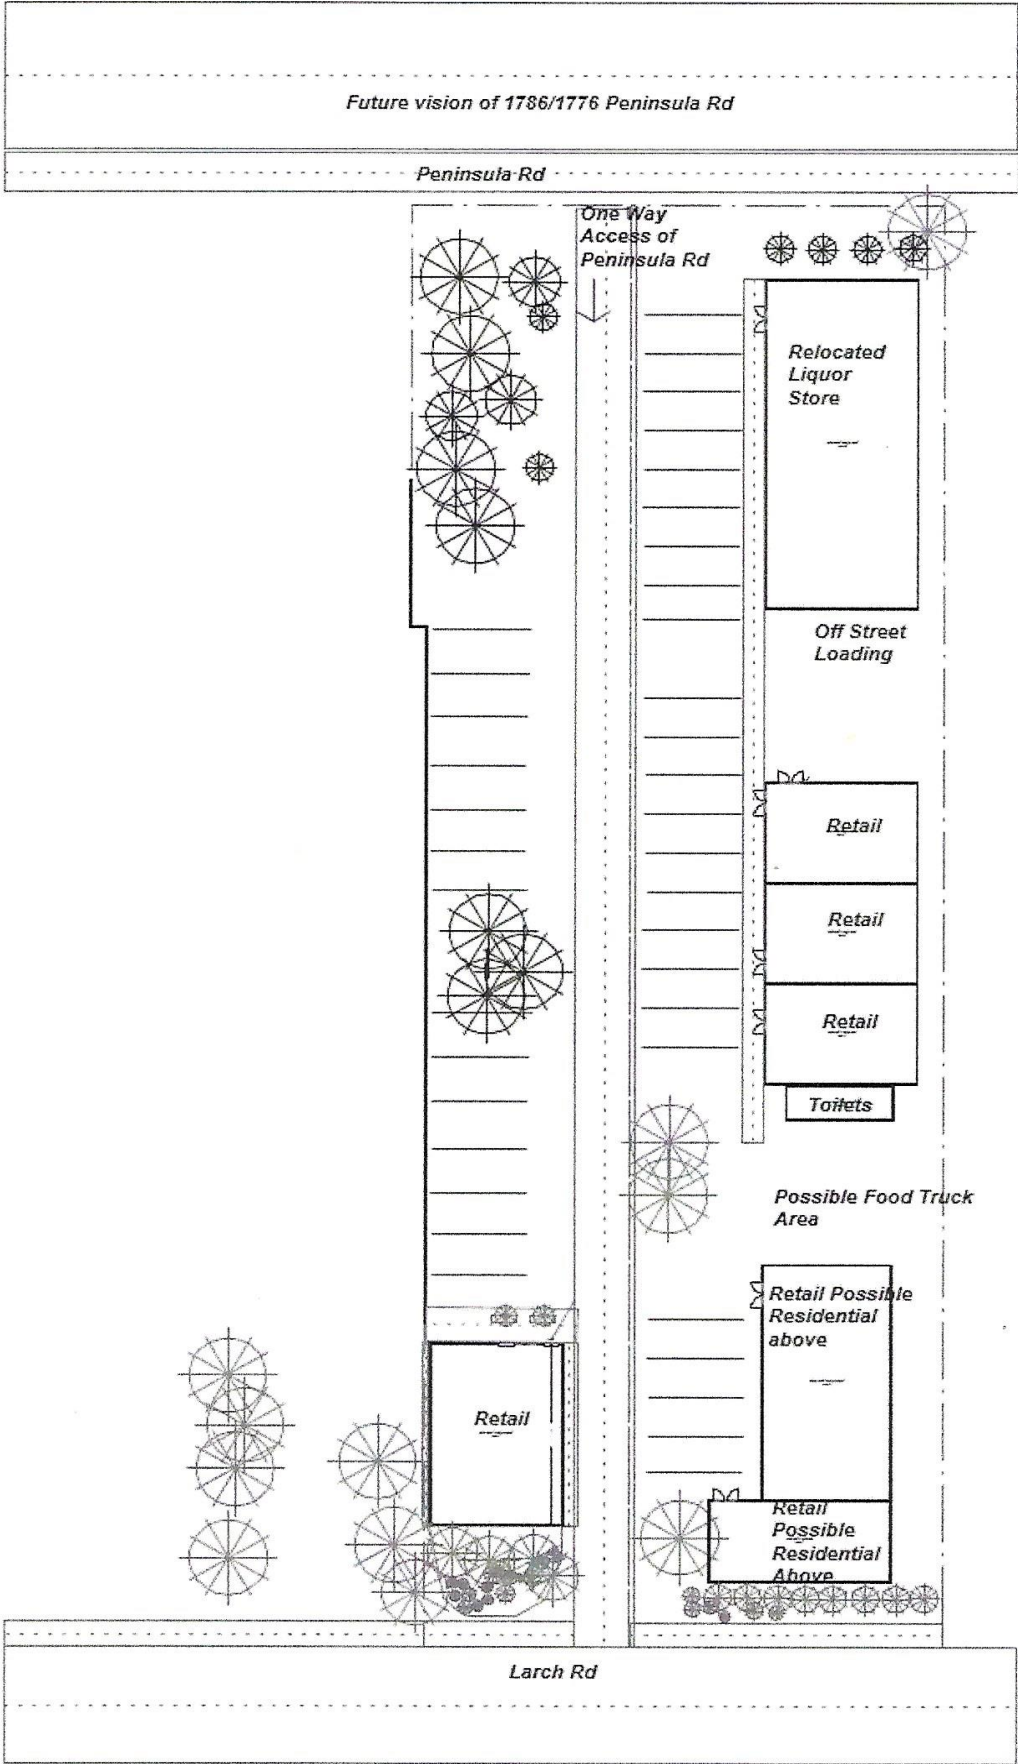 Future vision of 1786/1776 Peninsula Rd
Peninsula Rd
One Way
Access of
Peninsula Rd
Relocated
Liquor
Store
Off Street
Loading
Retail
Retail
Retail
Toilets
Possible Food Truck
Area
Retail Possible
Residential
above
Retail
Retail
Possible
Residential
Above
Larch Rd